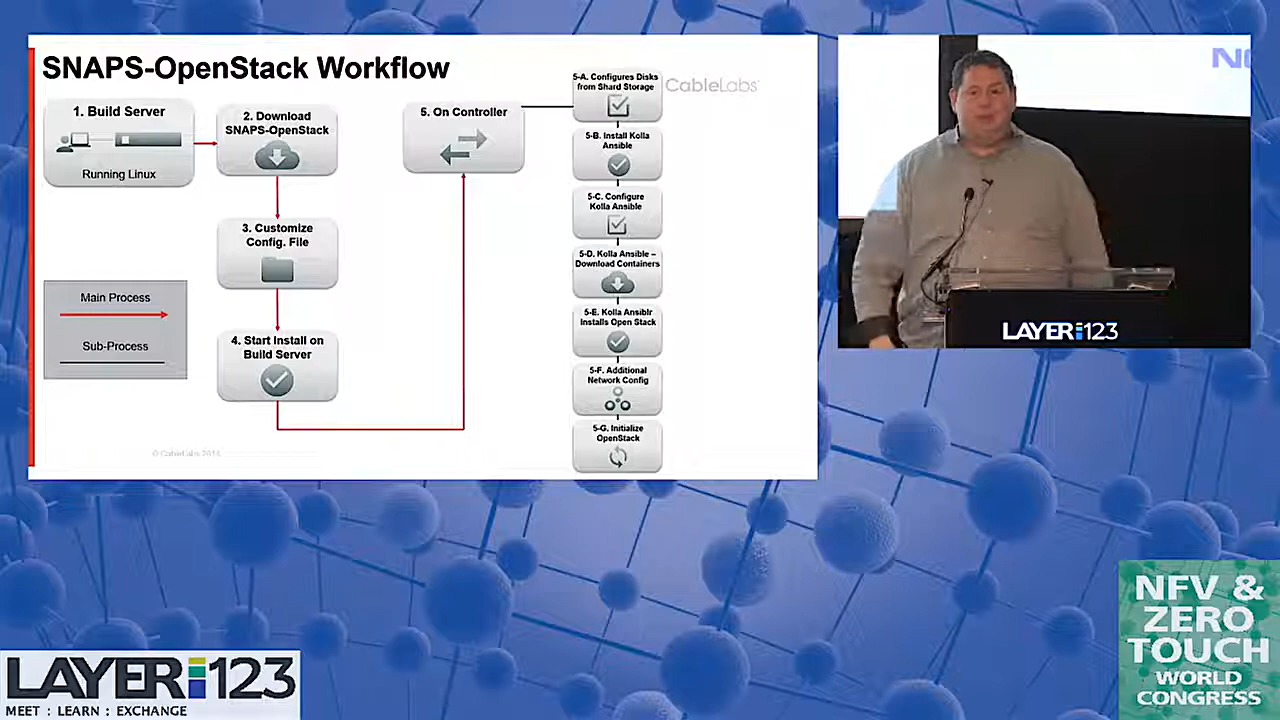 SNAPS-OpenStack Workflow
CableLabs
1. Build Server
Running Linux
2. Download
SNAPS-OpenStack
3. Customize
Config. File
4. Start Install on
Build Server
5. On Controller
5-A. Configures Disks
from Shard Storage
5-B. Install Kolla
Ansible
5-C. Configure
Kolla Ansible
5-D. Kolla Ansible –
Download Containers
5-E. Kolla Ansiblr
Installs Open Stack
5-F. Additional
Network Config
5-G. Initialize
OpenStack
Main Process
Sub-Process
© CableLabs
LAYER123
LAYER123
MEET : LEARN : EXCHANGE
NFV &
ZERO
TOUCH
WORLD
CONGRESS